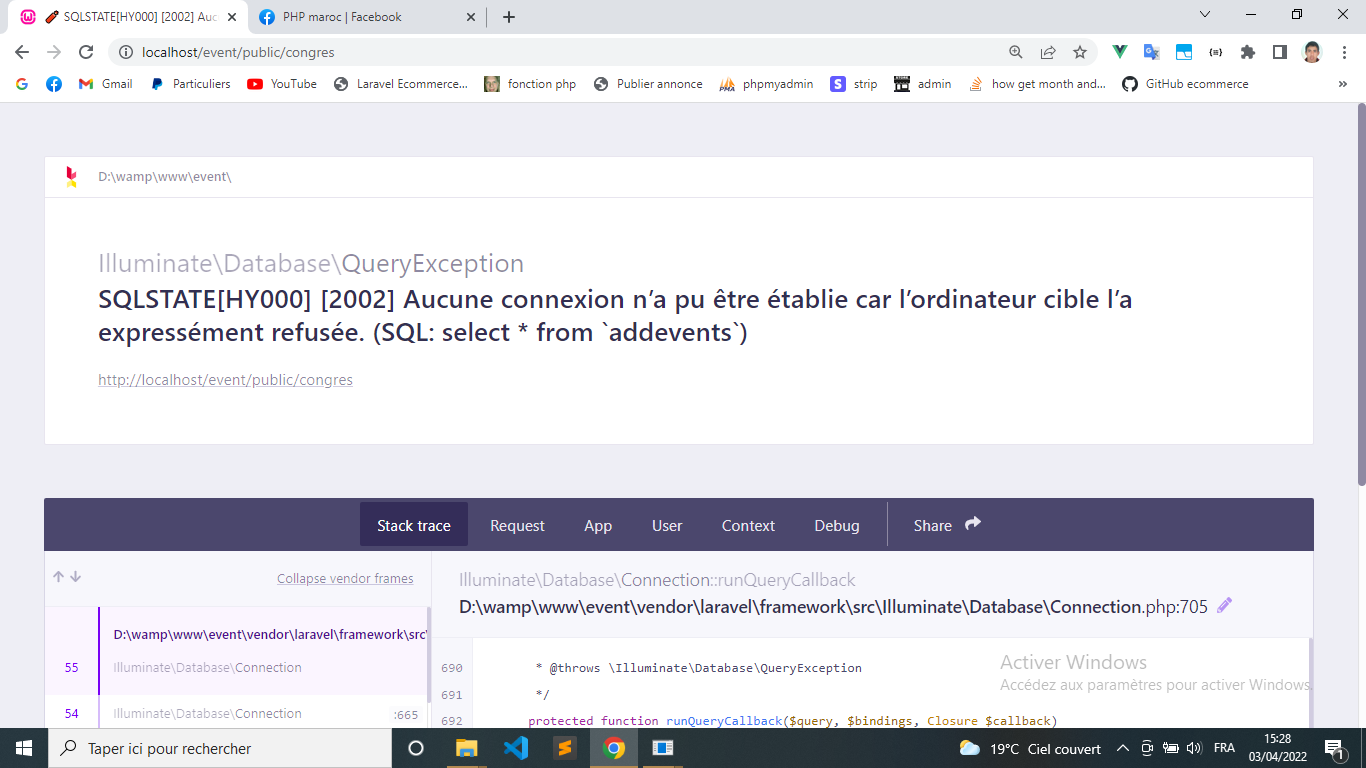 SQLSTATE[HY000] [2002] Auc
PHP maroc | Facebook
localhost/event/public/congres
Gmail
Particuliers
YouTube
Laravel Ecommerce...
fonction php
Publier annonce
phpmyadmin
strip
admin
how get month and...
GitHub ecommerce
»
D:\wamp\www\event\
Illuminate\Database\QueryException
SQLSTATE[HY000] [2002] Aucune connexion n’a pu être établie car l’ordinateur cible l’a
expressément refusée. (SQL: select * from `addevents`)
http://localhost/event/public/congres
Stack trace
Request
App
User
Context
Debug
Share
Collapse vendor frames
Illuminate\Database\Connection::runQueryCallback
D:\wamp\www\event\vendor\laravel\framework\src\Illuminate\Database\Connection.php:705
D:\wamp\www\event\vendor\laravel\framework\src\
55
Illuminate\Database\Connection
54
Illuminate\Database\Connection
:665
690 * @throws \Illuminate\Database\QueryException
691 */
692 protected function runQueryCallback($query, $bindings, Closure $callback)
Activer Windows
Accédez aux paramètres pour activer Windows.
Taper ici pour rechercher
19°C Ciel couvert
FRA
15:28
03/04/2022
1